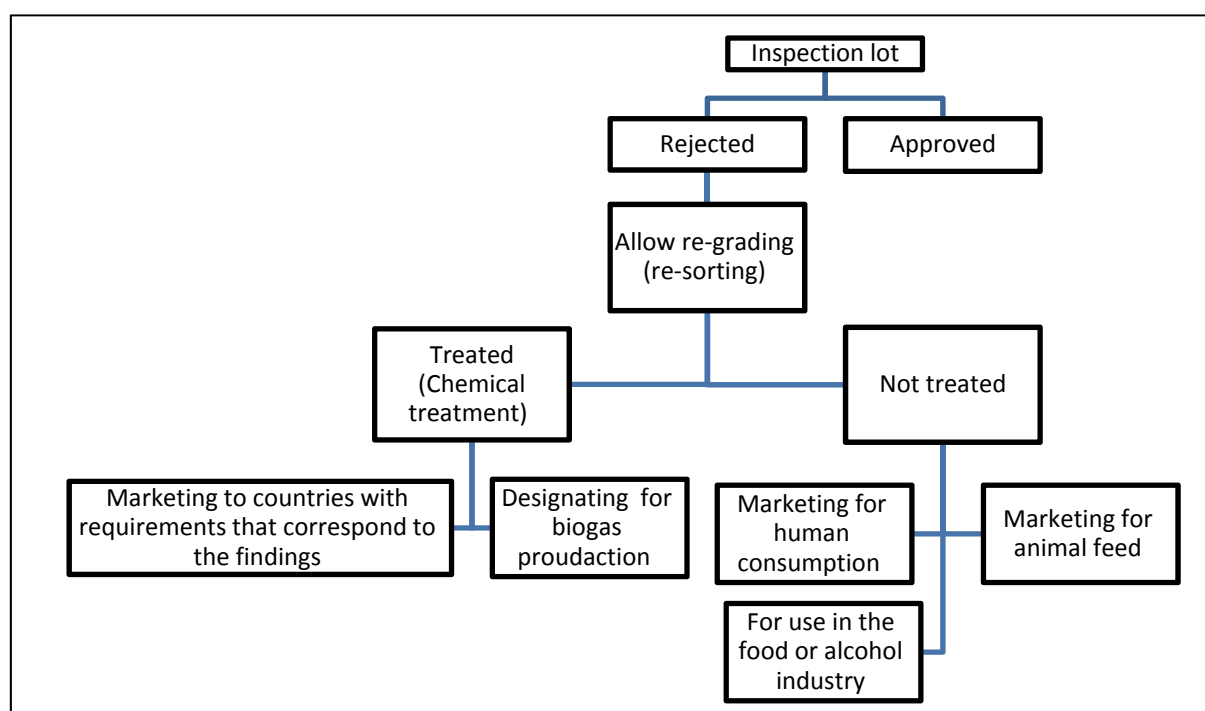 Inspection lot
Rejected
Approved
Allow re-grading
(re-sorting)
Treated
(Chemical
treatment)
Not treated
Marketing to countries with
requirements that correspond to
the findings
Designating for
biogas
proudaction
Marketing for
human
consumption
Marketing for
animal feed
For use in the
food or alcohol
industry